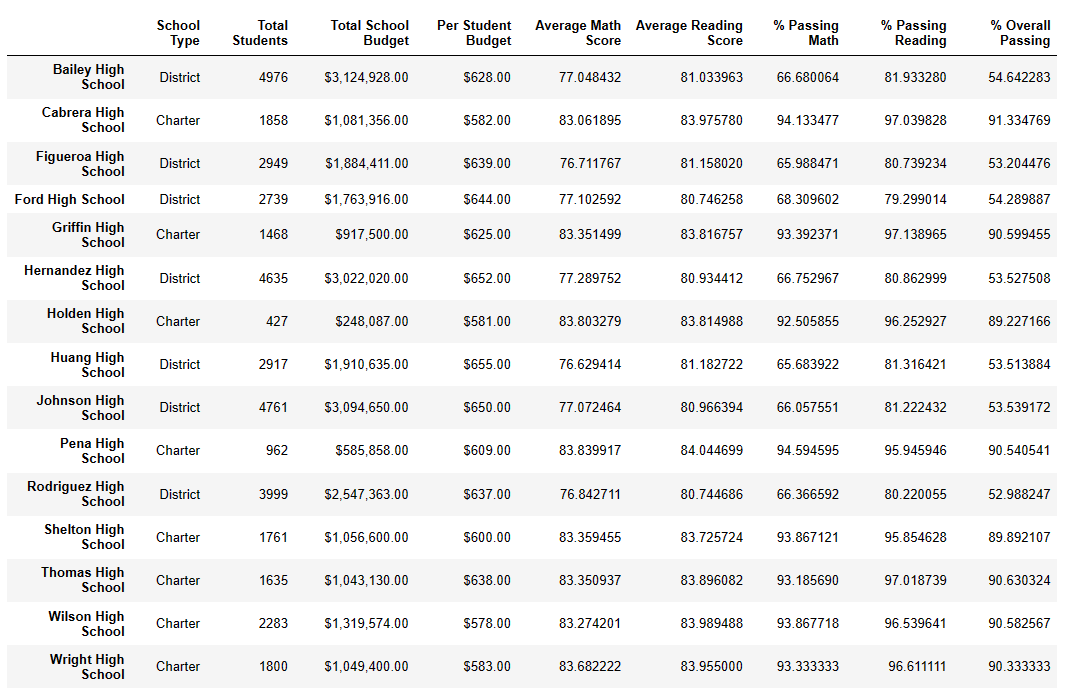 School Type Total Students Total School Budget Per Student Budget Average Math Score Average Reading Score % Passing Math % Passing Reading % Overall Passing
Bailey High School District 4976 $3,124,928.00 $628.00 77.048432 81.033963 66.680064 81.933280 54.642283
Cabrera High School Charter 1858 $1,081,356.00 $582.00 83.061895 83.975780 94.133477 97.039828 91.334769
Figueroa High School District 2949 $1,884,411.00 $639.00 76.711767 81.158020 65.988471 80.739234 53.204476
Ford High School District 2739 $1,763,916.00 $644.00 77.102592 80.746258 68.309602 79.299014 54.289887
Griffin High School Charter 1468 $917,500.00 $625.00 83.351499 83.816757 93.392371 97.138965 90.599455
Hernandez High School District 4635 $3,022,020.00 $652.00 77.289752 80.934412 66.752967 80.862999 53.527508
Holden High School Charter 427 $248,087.00 $581.00 83.803279 83.814988 92.505855 96.252927 89.227166
Huang High School District 2917 $1,910,635.00 $655.00 76.629414 81.182722 65.683922 81.316421 53.513884
Johnson High School District 4761 $3,094,650.00 $650.00 77.072464 80.966394 66.057551 81.222432 53.539172
Pena High School Charter 962 $585,858.00 $609.00 83.839917 84.044699 94.594595 95.945946 90.540541
Rodriguez High School District 3999 $2,547,363.00 $637.00 76.842711 80.744686 66.366592 80.220055 52.988247
Shelton High School Charter 1761 $1,056,600.00 $600.00 83.359455 83.725724 93.867121 95.854628 89.892107
Thomas High School Charter 1635 $1,043,130.00 $638.00 83.350937 83.896082 93.185690 97.018739 90.630324
Wilson High School Charter 2283 $1,319,574.00 $578.00 83.274201 83.989488 93.867718 96.539641 90.582567
Wright High School Charter 1800 $1,049,400.00 $583.00 83.682222 83.955000 93.333333 96.611111 90.333333